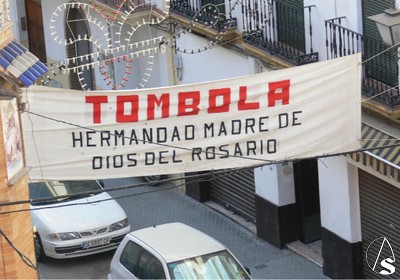 TOMBOLA
HERMANDAD MADRE DE
DIOS DEL ROSARIO